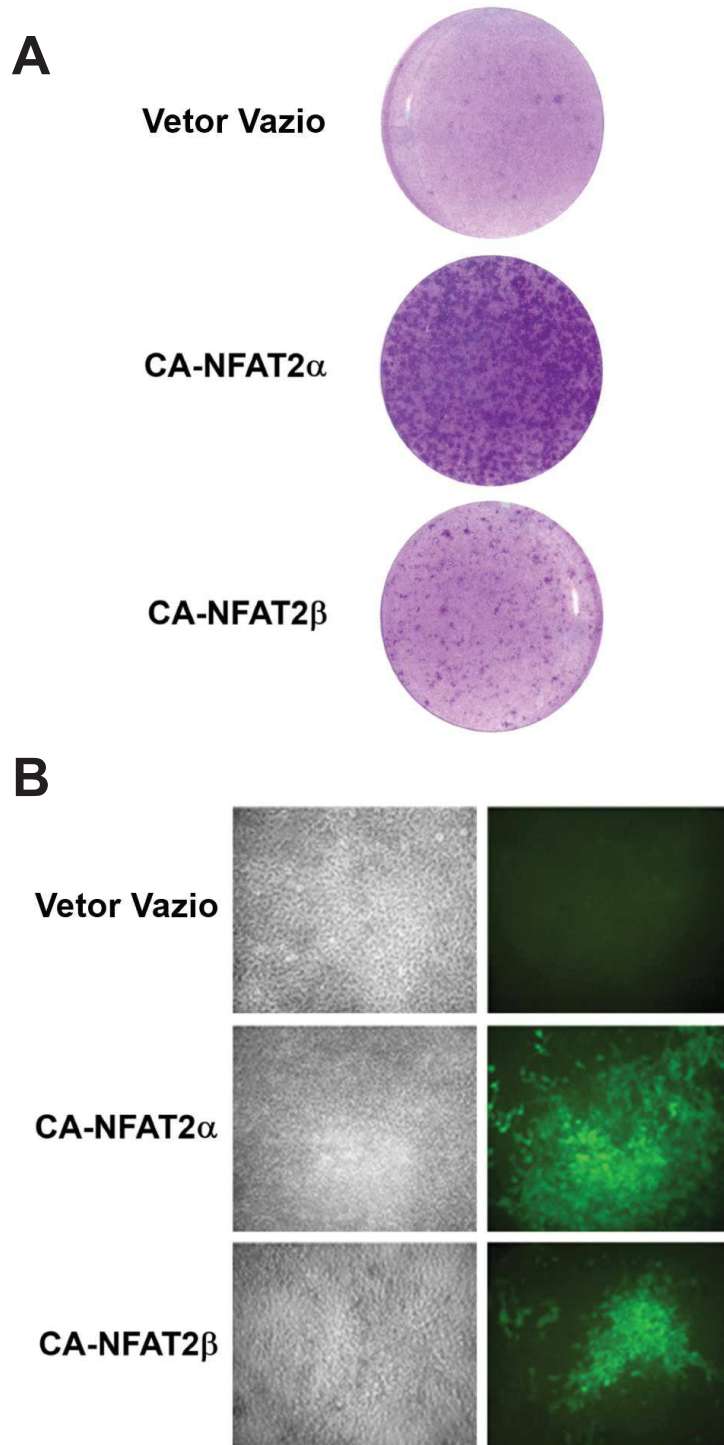 A
Vetor Vazio
CA-NFAT2α
CA-NFAT2β
B
Vetor Vazio
CA-NFAT2α
CA-NFAT2β